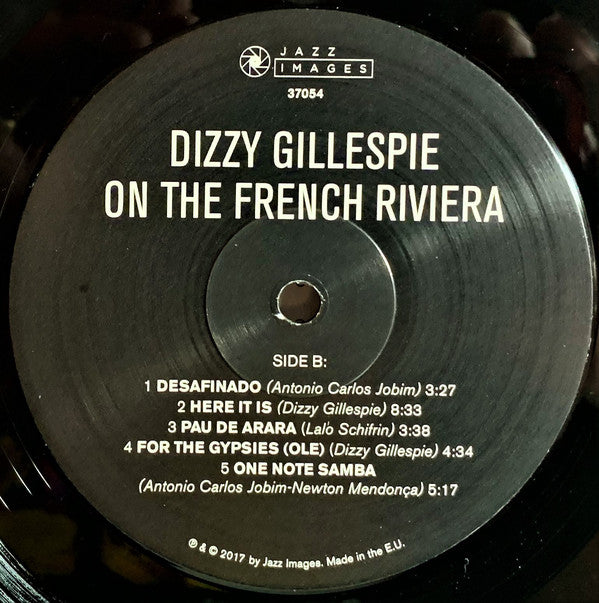 JAZZ
IMAGES
37054
DIZZY GILLESPIE
ON THE FRENCH RIVIERA
SIDE B:
1 DESAFINADO (Antonio Carlos Jobim) 3:27
2 HERE IT IS (Dizzy Gillespie) 8:33
3 PAU DE ARARA (Lalo Schifrin) 3:38
4 FOR THE GYPSIES (OLE) (Dizzy Gillespie) 4:34
5 ONE NOTE SAMBA
(Antonio Carlos Jobim-Newton Mendonça) 5:17
℗ & © 2017 by Jazz Images. Made in the E.U.